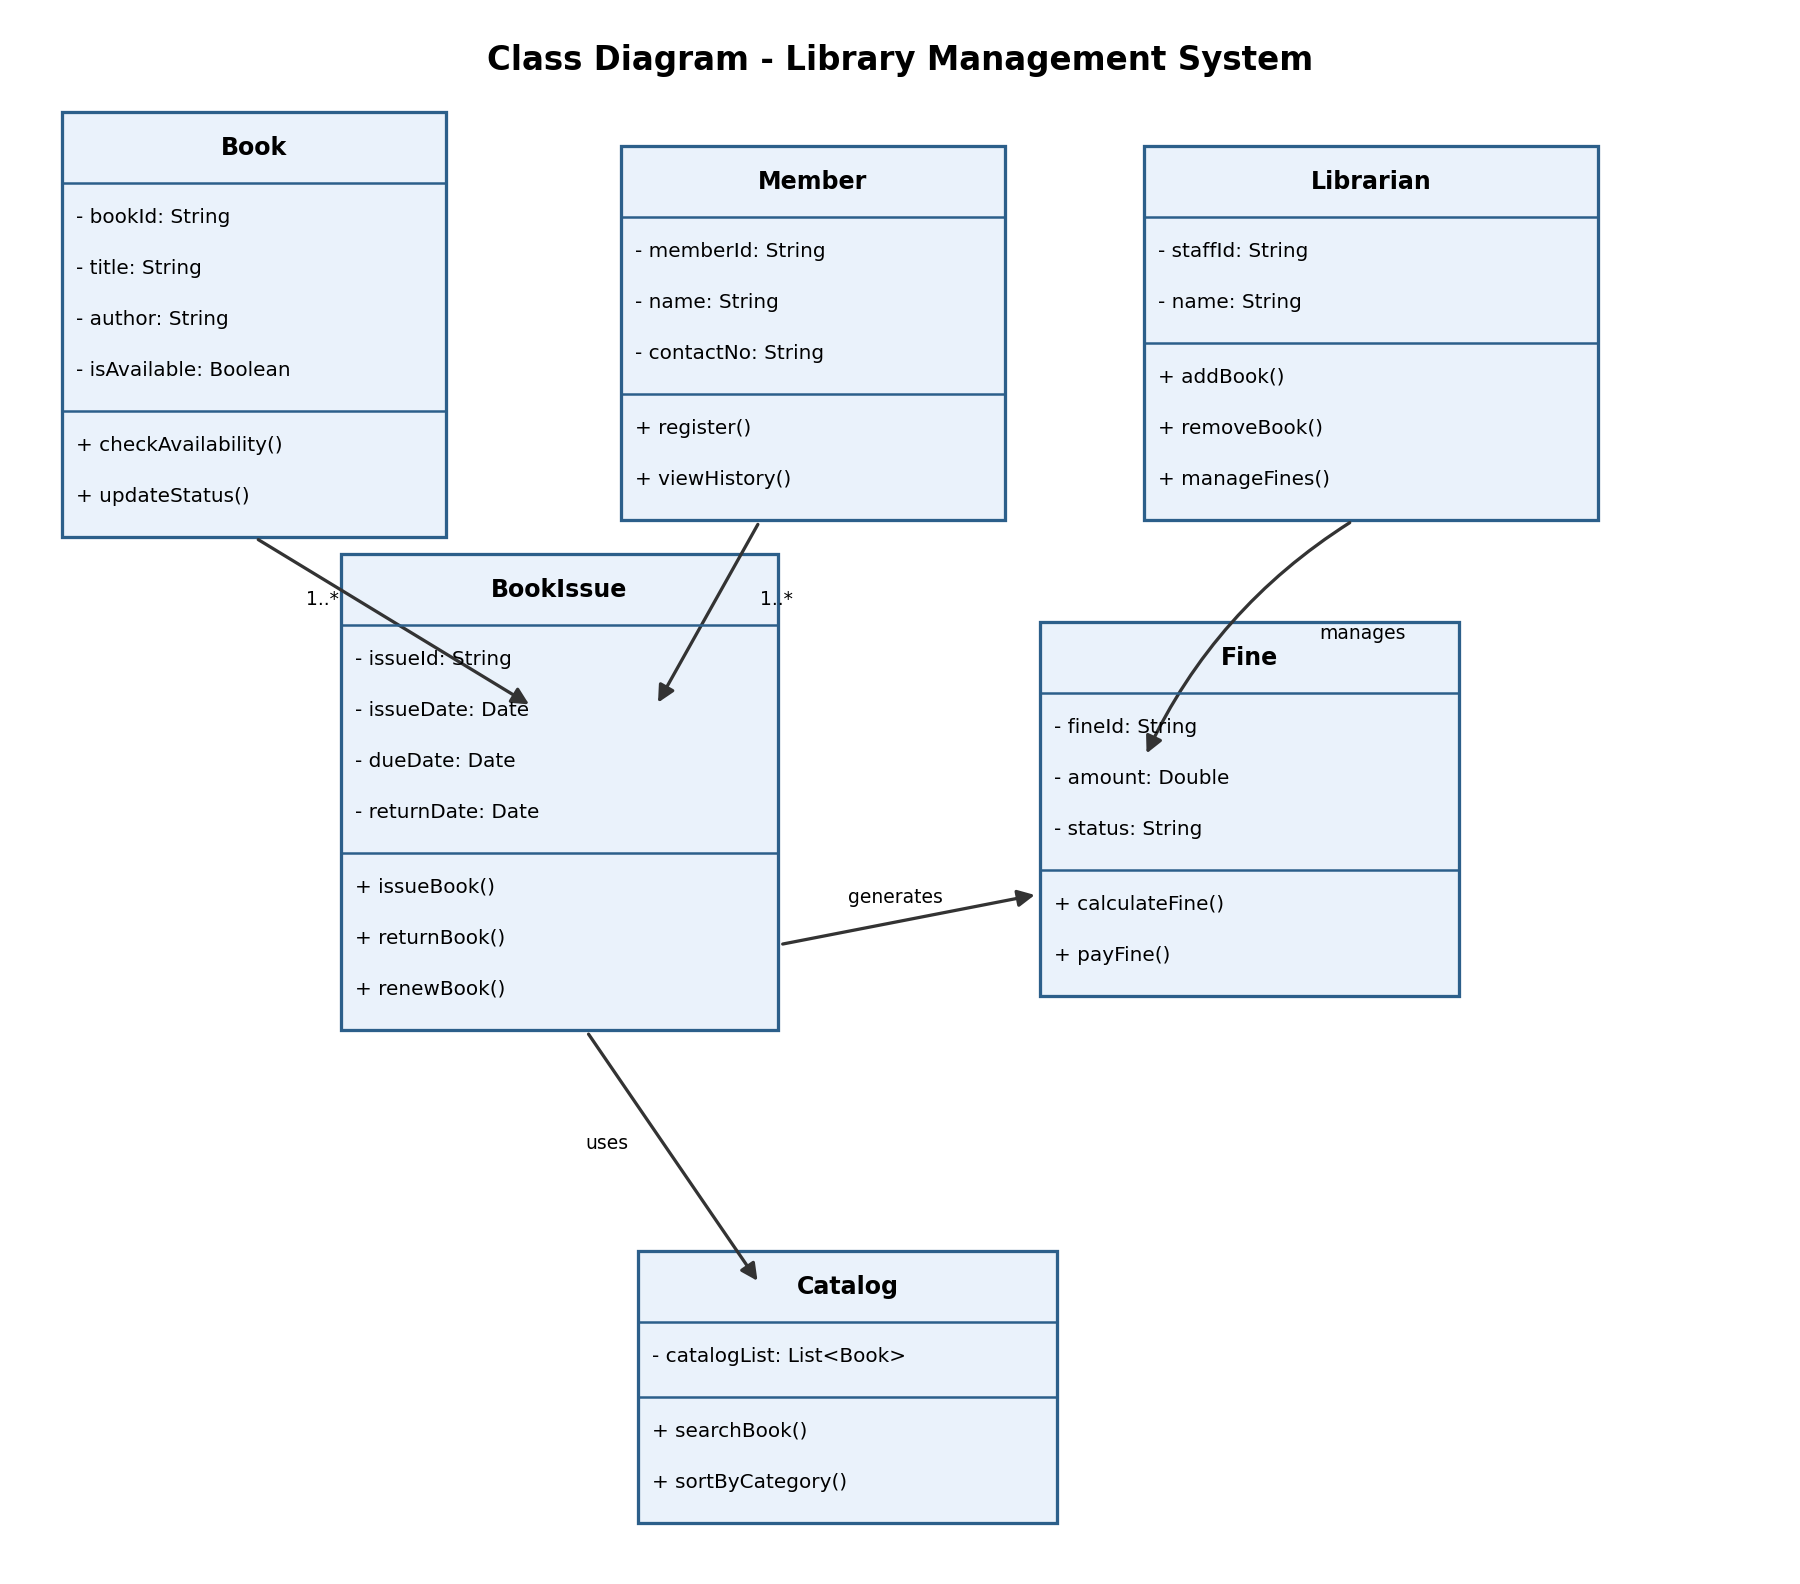 Class Diagram - Library Management System
Book
- bookId: String
- title: String
- author: String
- isAvailable: Boolean
+ checkAvailability()
+ updateStatus()
Member
- memberId: String
- name: String
- contactNo: String
+ register()
+ viewHistory()
Librarian
- staffId: String
- name: String
+ addBook()
+ removeBook()
+ manageFines()
1..*
1..*
BookIssue
- issueId: String
- issueDate: Date
- dueDate: Date
- returnDate: Date
+ issueBook()
+ returnBook()
+ renewBook()
manages
Fine
- fineId: String
- amount: Double
- status: String
+ calculateFine()
+ payFine()
generates
uses
Catalog
- catalogList: List<Book>
+ searchBook()
+ sortByCategory()